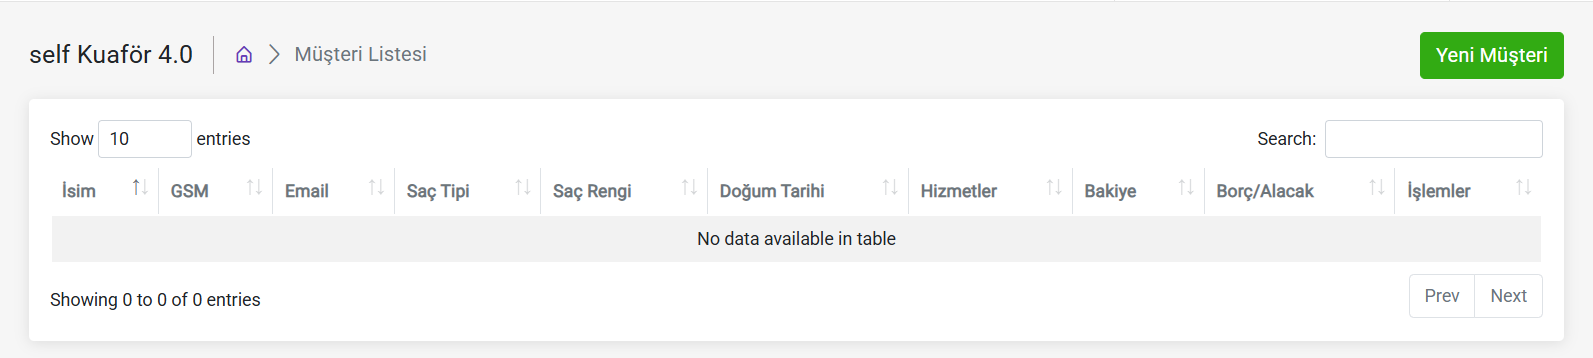 self Kuaför 4.0 Müşteri Listesi Yeni Müşteri
Show 10 entries Search:
İsim GSM Email Saç Tipi Saç Rengi Doğum Tarihi Hizmetler Bakiye Borç/Alacak İşlemler
No data available in table
Showing 0 to 0 of 0 entries Prev Next